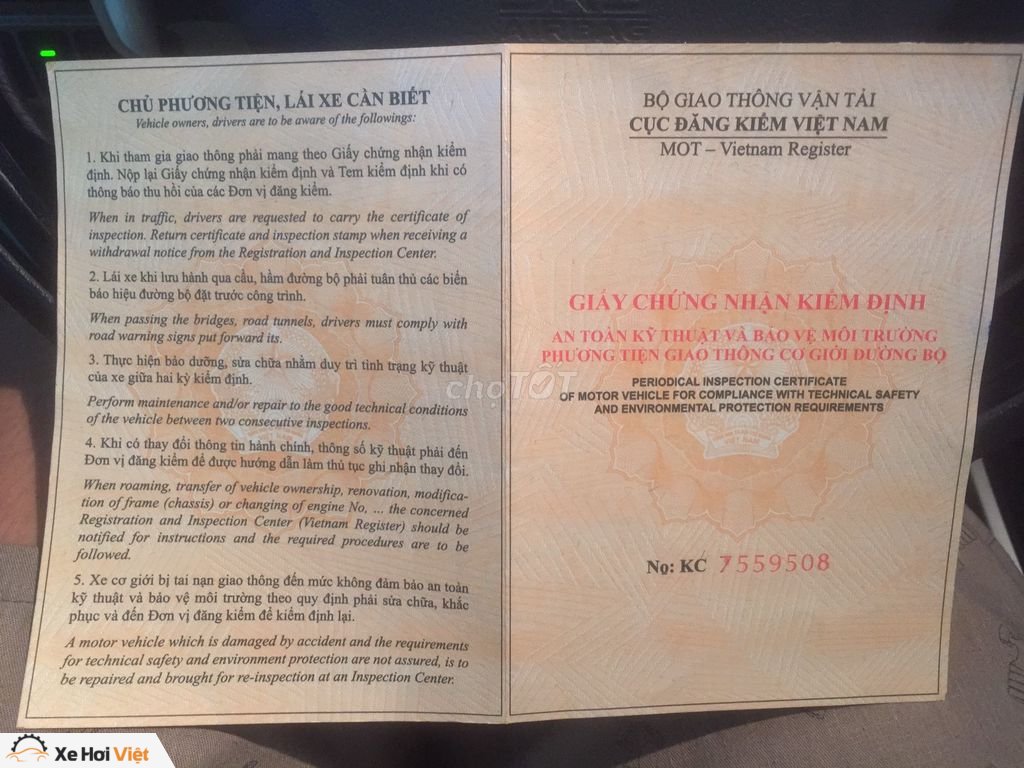 AIRBAG
CHỦ PHƯƠNG TIỆN, LÁI XE CẦN BIẾT
Vehicle owners, drivers are to be aware of the followings:
1. Khi tham gia giao thông phải mang theo Giấy chứng nhận kiểm
định. Nộp lại Giấy chứng nhận kiểm định và Tem kiểm định khi có
thông báo thu hồi của các Đơn vị đăng kiểm.
When in traffic, drivers are requested to carry the certificate of
inspection. Return certificate and inspection stamp when receiving a
withdrawal notice from the Registration and Inspection Center.
2. Lái xe khi lưu hành qua cầu, hầm đường bộ phải tuân thủ các biển
báo hiệu đường bộ đặt trước công trình.
When passing the bridges, road tunnels, drivers must comply with
road warning signs put forward its.
3. Thực hiện bảo dưỡng, sửa chữa nhằm duy trì tình trạng kỹ thuật
của xe giữa hai kỳ kiểm định.
Perform maintenance and/or repair to the good technical conditions
of the vehicle between two consecutive inspections.
4. Khi có thay đổi thông tin hành chính, thông số kỹ thuật phải đến
Đơn vị đăng kiểm để được hướng dẫn làm thủ tục ghi nhận thay đổi.
When roaming, transfer of vehicle ownership, renovation, modifica-
tion of frame (chassis) or changing of engine No, ... the concerned
Registration and Inspection Center (Vietnam Register) should be
notified for instructions and the required procedures are to be
followed.
5. Xe cơ giới bị tai nạn giao thông đến mức không đảm bảo an toàn
kỹ thuật và bảo vệ môi trường theo quy định phải sửa chữa, khắc
phục và đến Đơn vị đăng kiểm để kiểm định lại.
A motor vehicle which is damaged by accident and the requirements
for technical safety and environment protection are not assured, is to
be repaired and brought for re-inspection at an Inspection Center.
BỘ GIAO THÔNG VẬN TẢI
CỤC ĐĂNG KIỂM VIỆT NAM
MOT – Vietnam Register
GIẤY CHỨNG NHẬN KIỂM ĐỊNH
AN TOÀN KỸ THUẬT VÀ BẢO VỆ MÔI TRƯỜNG
PHƯƠNG TIỆN GIAO THÔNG CƠ GIỚI ĐƯỜNG BỘ
PERIODICAL INSPECTION CERTIFICATE
OF MOTOR VEHICLE FOR COMPLIANCE WITH TECHNICAL SAFETY
AND ENVIRONMENTAL PROTECTION REQUIREMENTS
VIỆT NAM
Nọ: KC 7559508
chợTỐT
Xe Hơi Việt